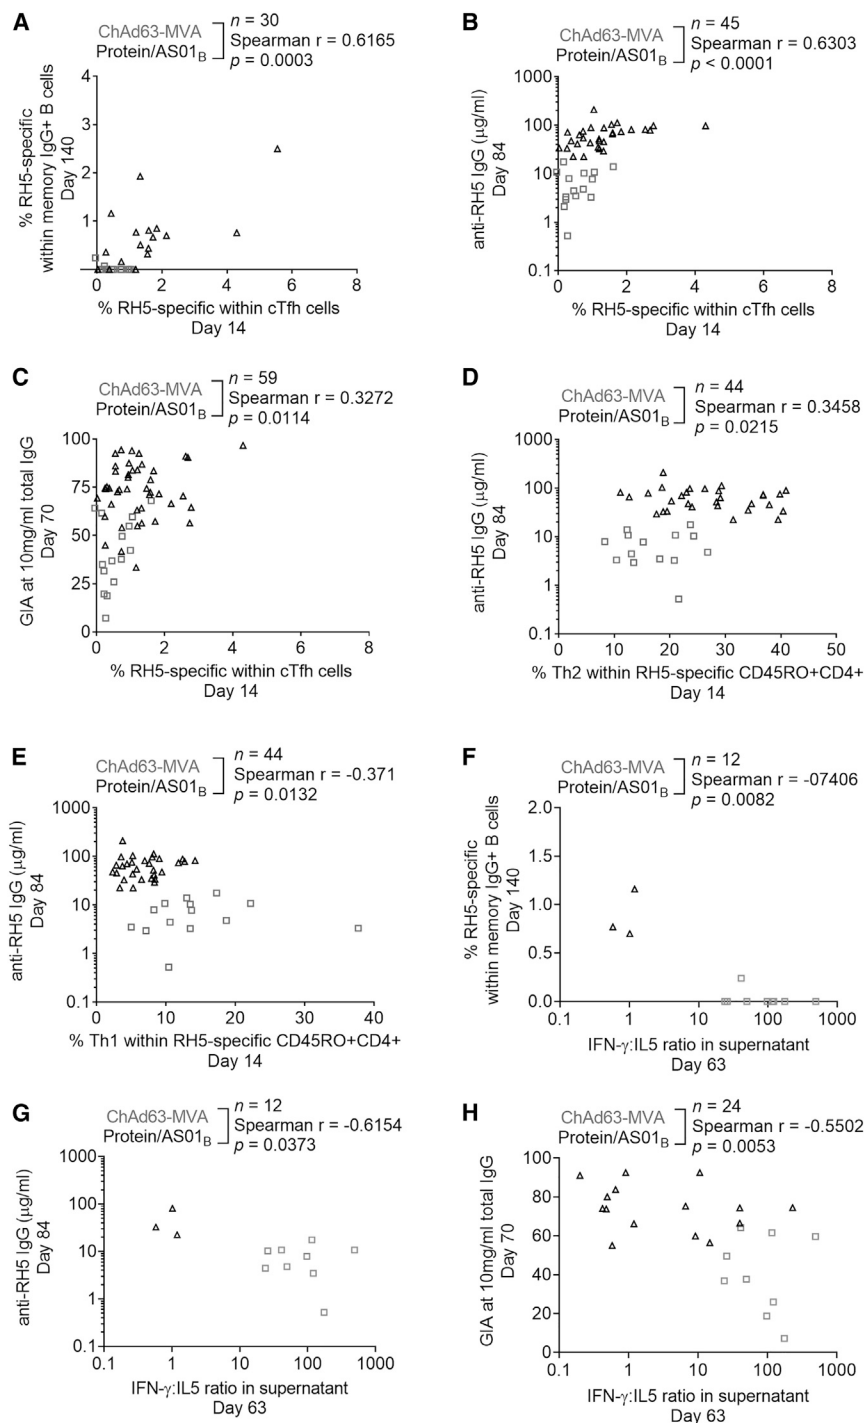 A
ChAd63-MVA
Protein/AS01B
n = 30
Spearman r = 0.6165
p = 0.0003
% RH5-specific
within memory IgG+ B cells
Day 140
4
3
2
1
0 2 4 6 8
% RH5-specific within cTfh cells
Day 14
B
ChAd63-MVA
Protein/AS01B
n = 45
Spearman r = 0.6303
p < 0.0001
anti-RH5 IgG (μg/ml)
Day 84
1000
100
10
1
0.1
0 2 4 6 8
% RH5-specific within cTfh cells
Day 14
C
ChAd63-MVA
Protein/AS01B
n = 59
Spearman r = 0.3272
p = 0.0114
GIA at 10mg/ml total IgG
Day 70
100
75
50
25
0
0 2 4 6 8
% RH5-specific within cTfh cells
Day 14
D
ChAd63-MVA
Protein/AS01B
n = 44
Spearman r = 0.3458
p = 0.0215
anti-RH5 IgG (μg/ml)
Day 84
1000
100
10
1
0.1
0 10 20 30 40 50
% Th2 within RH5-specific CD45RO+CD4+
Day 14
E
ChAd63-MVA
Protein/AS01B
n = 44
Spearman r = -0.371
p = 0.0132
anti-RH5 IgG (μg/ml)
Day 84
1000
100
10
1
0.1
0 10 20 30 40
% Th1 within RH5-specific CD45RO+CD4+
Day 14
F
ChAd63-MVA
Protein/AS01B
n = 12
Spearman r = -07406
p = 0.0082
% RH5-specific
within memory IgG+ B cells
Day 140
2.0
1.5
1.0
0.5
0.0
0.1 1 10 100 1000
IFN-γ:IL5 ratio in supernatant
Day 63
G
ChAd63-MVA
Protein/AS01B
n = 12
Spearman r = -0.6154
p = 0.0373
anti-RH5 IgG (μg/ml)
Day 84
1000
100
10
1
0.1
0.1 1 10 100 1000
IFN-γ:IL5 ratio in supernatant
Day 63
H
ChAd63-MVA
Protein/AS01B
n = 24
Spearman r = -0.5502
p = 0.0053
GIA at 10mg/ml total IgG
Day 70
100
80
60
40
20
0
0.1 1 10 100 1000
IFN-γ:IL5 ratio in supernatant
Day 63